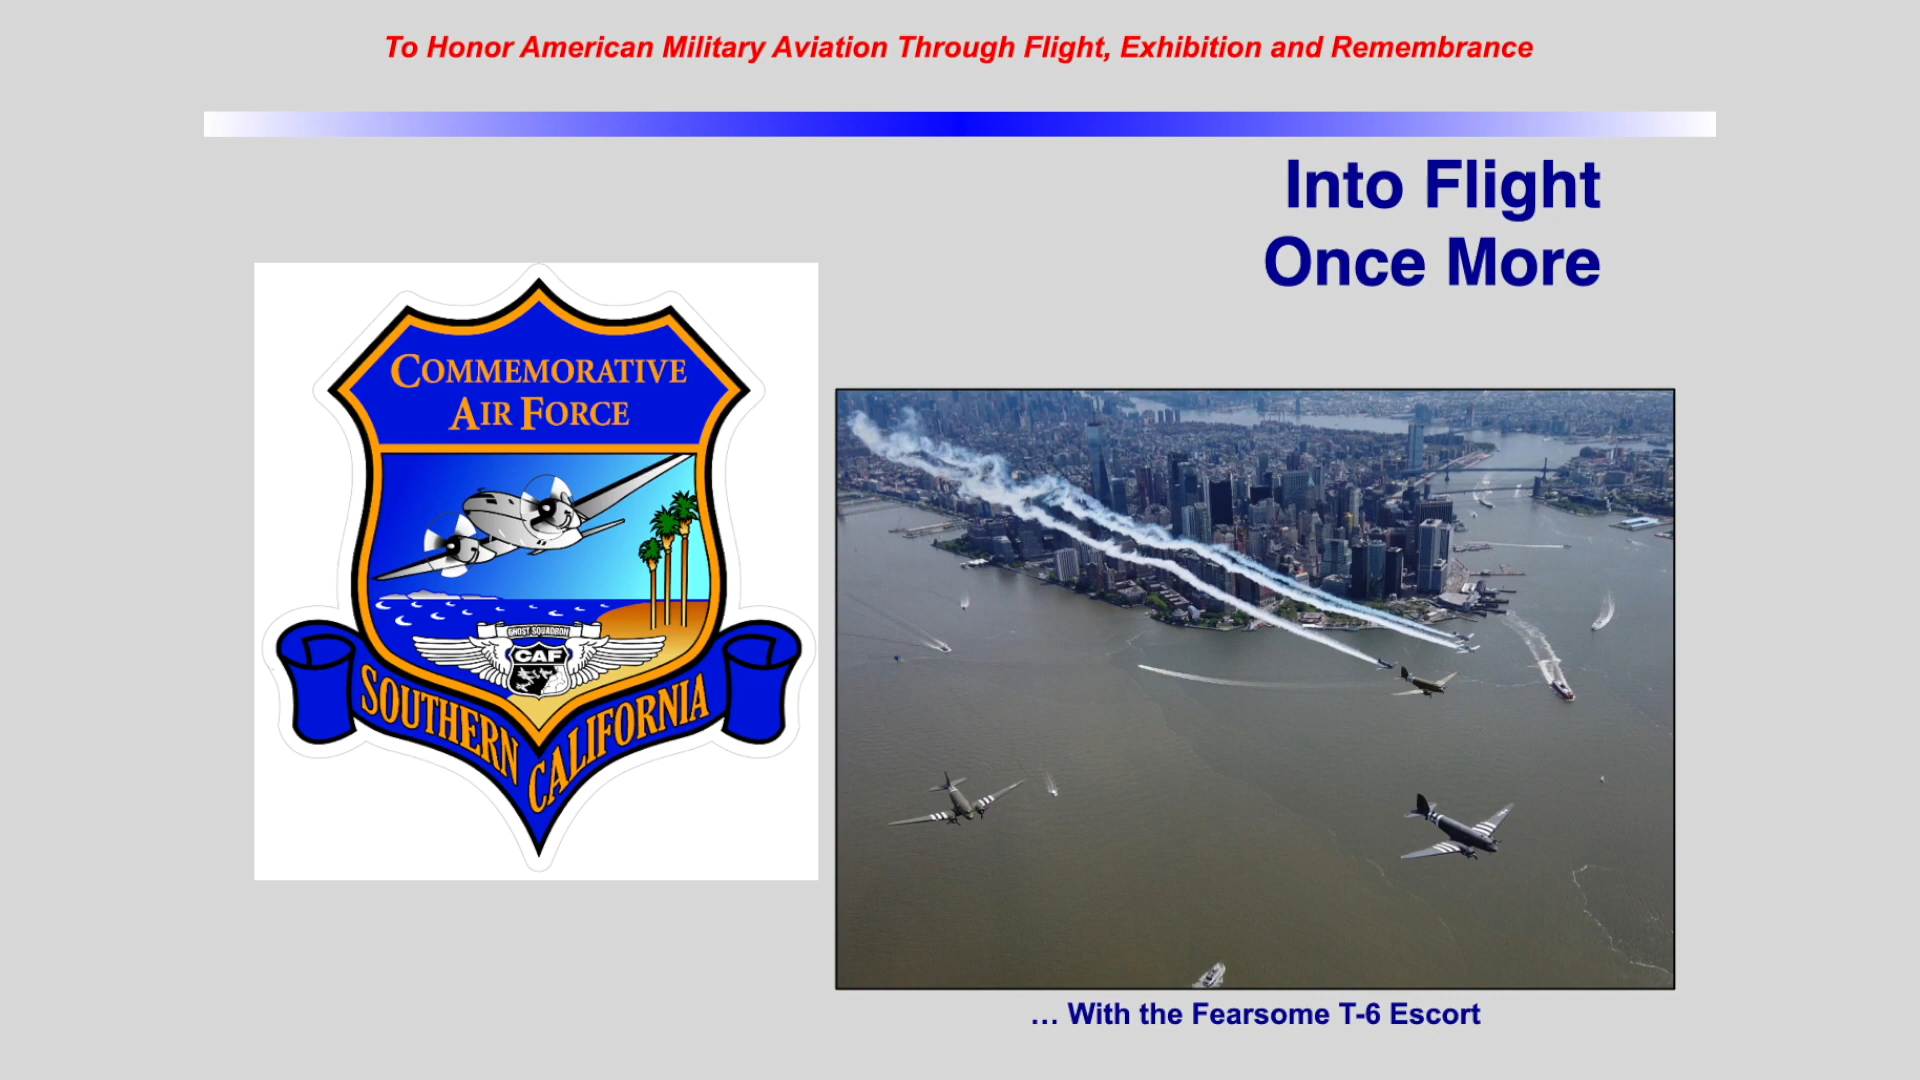 To Honor American Military Aviation Through Flight, Exhibition and Remembrance
Into Flight
Once More
COMMEMORATIVE
AIR FORCE
GHOST SQUADRON
CAF
SOUTHERN CALIFORNIA
… With the Fearsome T-6 Escort